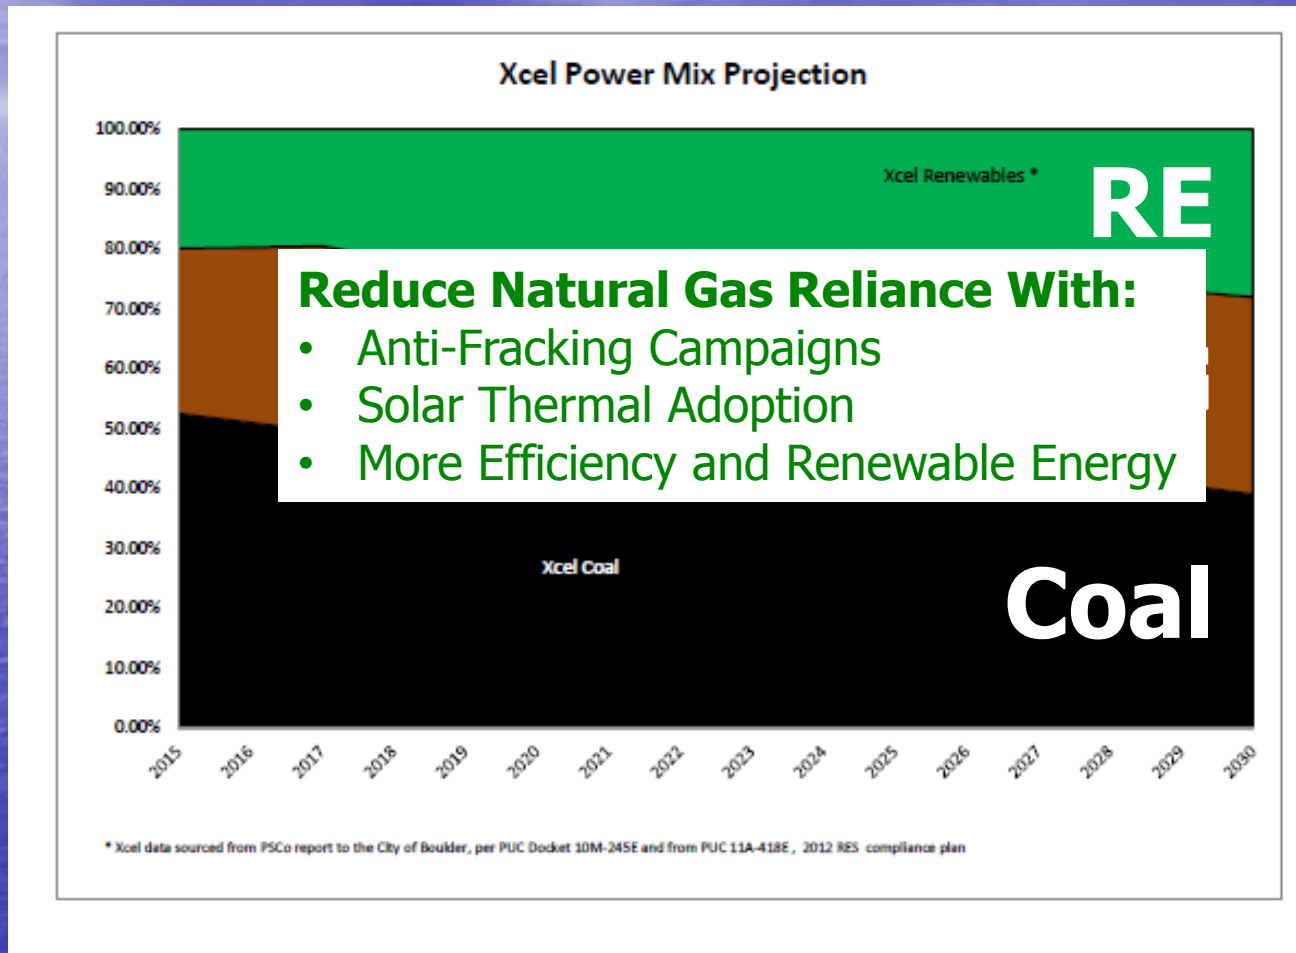 Xcel Power Mix Projection
100.00%
90.00%
80.00%
70.00%
60.00%
50.00%
40.00%
30.00%
20.00%
10.00%
0.00%
Xcel Renewables *
RE
Reduce Natural Gas Reliance With:
• Anti-Fracking Campaigns
• Solar Thermal Adoption
• More Efficiency and Renewable Energy
Xcel Coal
Coal
2015 2016 2017 2018 2019 2020 2021 2022 2023 2024 2025 2026 2027 2028 2029 2030
* Xcel data sourced from PSCo report to the City of Boulder, per PUC Docket 10M-245E and from PUC 11A-418E , 2012 RES compliance plan